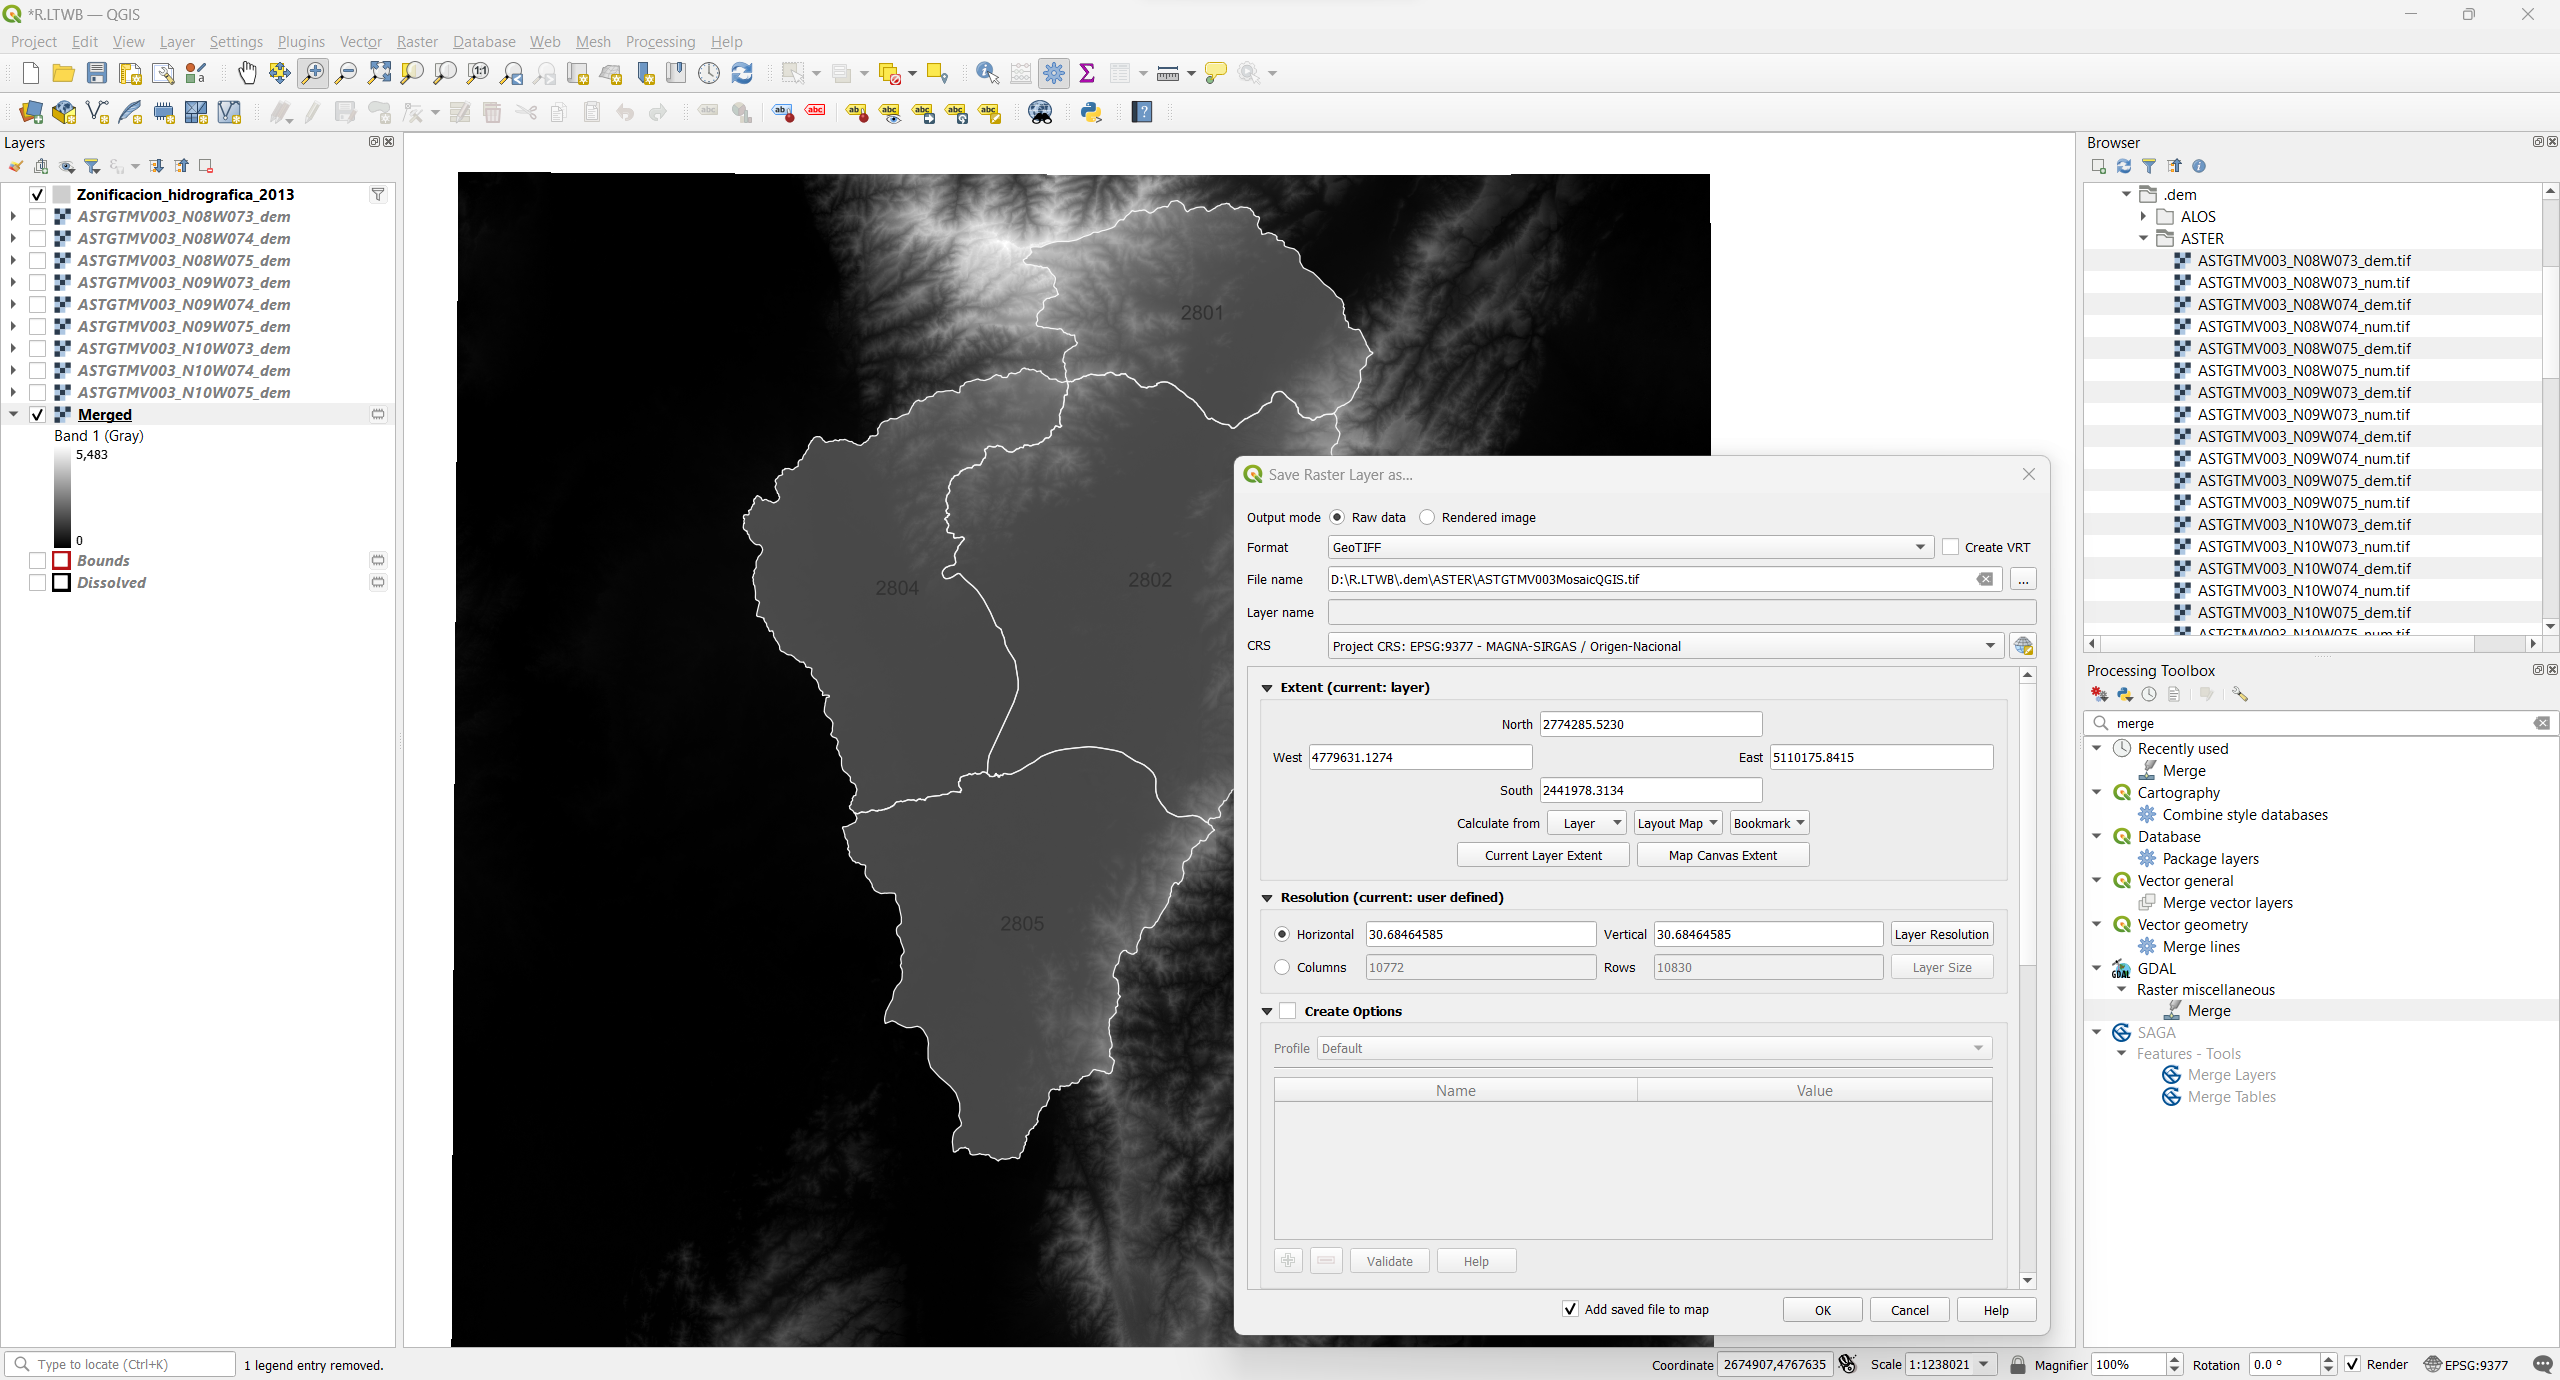 *R.LTWB — QGIS
Project Edit View Layer Settings Plugins Vector Raster Database Web Mesh Processing Help
Layers
Zonificacion_hidrografica_2013
ASTGTMV003_N08W073_dem
ASTGTMV003_N08W074_dem
ASTGTMV003_N08W075_dem
ASTGTMV003_N09W073_dem
ASTGTMV003_N09W074_dem
ASTGTMV003_N09W075_dem
ASTGTMV003_N10W073_dem
ASTGTMV003_N10W074_dem
ASTGTMV003_N10W075_dem
Merged
Band 1 (Gray)
5,483
0
Bounds
Dissolved
2801
2804
2802
2805
Save Raster Layer as...
Output mode Raw data Rendered image
Format GeoTIFF Create VRT
File name D:\R.LTWB\.dem\ASTER\ASTGTMV003MosaicQGIS.tif ...
Layer name
CRS Project CRS: EPSG:9377 - MAGNA-SIRGAS / Origen-Nacional
Extent (current: layer)
North 2774285.5230
West 4779631.1274 East 5110175.8415
South 2441978.3134
Calculate from Layer Layout Map Bookmark
Current Layer Extent Map Canvas Extent
Resolution (current: user defined)
Horizontal 30.68464585 Vertical 30.68464585 Layer Resolution
Columns 10772 Rows 10830 Layer Size
Create Options
Profile Default
Name Value
Validate Help
Add saved file to map OK Cancel Help
Browser
.dem
ALOS
ASTER
ASTGTMV003_N08W073_dem.tif
ASTGTMV003_N08W073_num.tif
ASTGTMV003_N08W074_dem.tif
ASTGTMV003_N08W074_num.tif
ASTGTMV003_N08W075_dem.tif
ASTGTMV003_N08W075_num.tif
ASTGTMV003_N09W073_dem.tif
ASTGTMV003_N09W073_num.tif
ASTGTMV003_N09W074_dem.tif
ASTGTMV003_N09W074_num.tif
ASTGTMV003_N09W075_dem.tif
ASTGTMV003_N09W075_num.tif
ASTGTMV003_N10W073_dem.tif
ASTGTMV003_N10W073_num.tif
ASTGTMV003_N10W074_dem.tif
ASTGTMV003_N10W074_num.tif
ASTGTMV003_N10W075_dem.tif
ASTGTMV003_N10W075_num.tif
Processing Toolbox
merge
Recently used
Merge
Cartography
Combine style databases
Database
Package layers
Vector general
Merge vector layers
Vector geometry
Merge lines
GDAL
Raster miscellaneous
Merge
SAGA
Features - Tools
Merge Layers
Merge Tables
Type to locate (Ctrl+K) 1 legend entry removed. Coordinate 2674907,4767635 Scale 1:1238021 Magnifier 100% Rotation 0.0 ° Render EPSG:9377